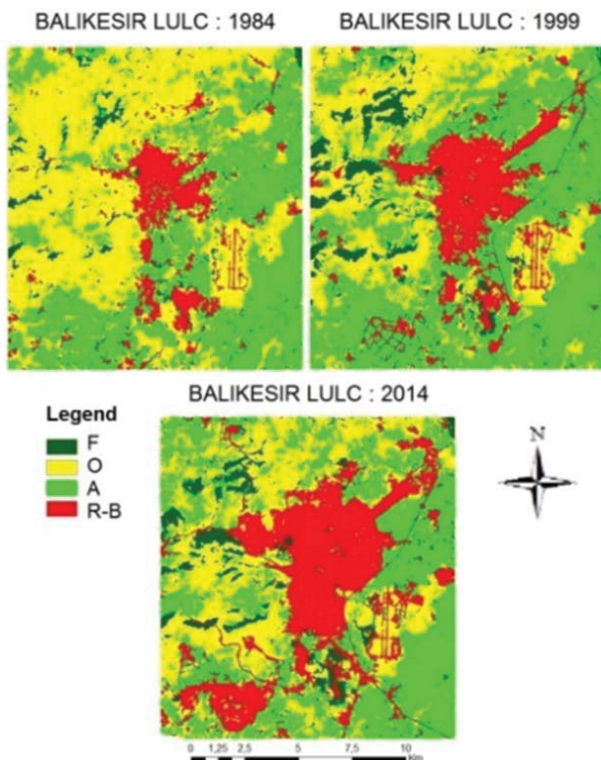 BALIKESIR LULC : 1984
BALIKESIR LULC : 1999
BALIKESIR LULC : 2014
Legend
F
O
A
R-B
N
0 1,25 2,5 5 7,5 10
Km